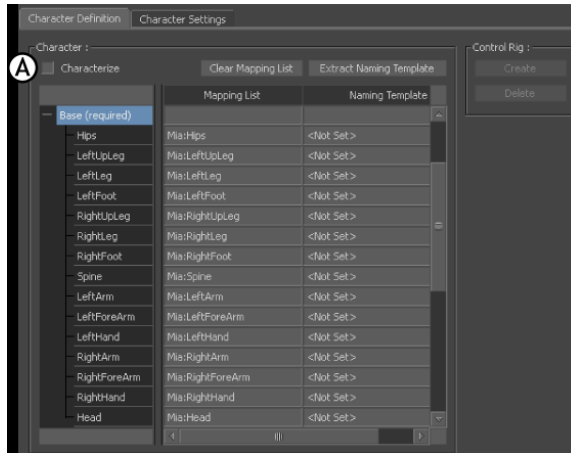 Character Definition Character Settings
Character : Control Rig :
A Characterize Clear Mapping List Extract Naming Template Create
Delete
Mapping List Naming Template
Base (required)
Hips Mia:Hips <Not Set>
LeftUpLeg Mia:LeftUpLeg <Not Set>
LeftLeg Mia:LeftLeg <Not Set>
LeftFoot Mia:LeftFoot <Not Set>
RightUpLeg Mia:RightUpLeg <Not Set>
RightLeg Mia:RightLeg <Not Set>
RightFoot Mia:RightFoot <Not Set>
Spine Mia:Spine <Not Set>
LeftArm Mia:LeftArm <Not Set>
LeftForeArm Mia:LeftForeArm <Not Set>
LeftHand Mia:LeftHand <Not Set>
RightArm Mia:RightArm <Not Set>
RightForeArm Mia:RightForeArm <Not Set>
RightHand Mia:RightHand <Not Set>
Head Mia:Head <Not Set>